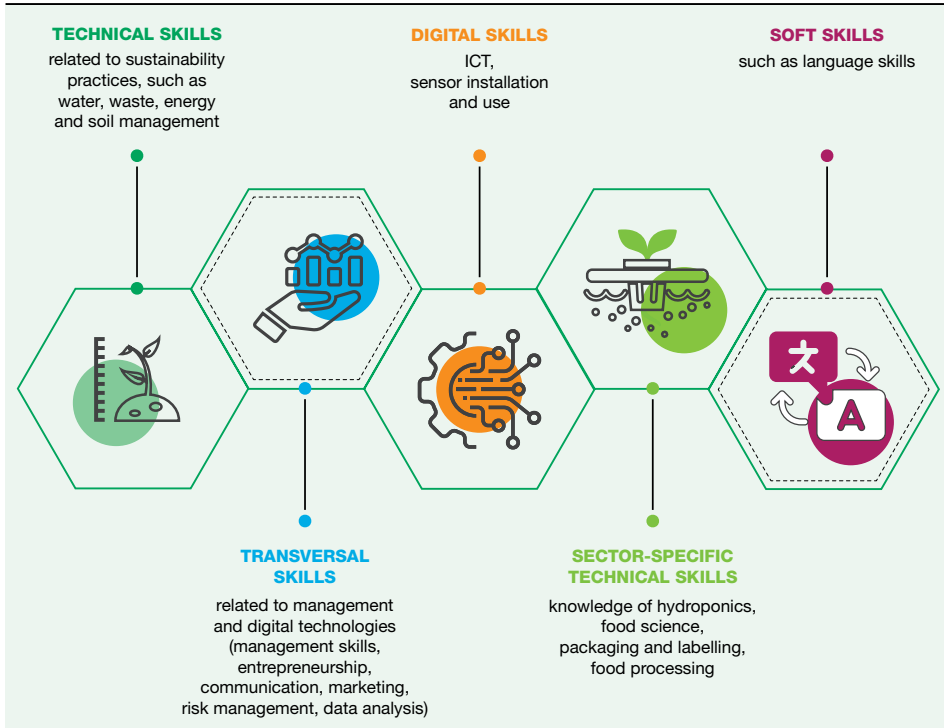 TECHNICAL SKILLS
related to sustainability
practices, such as
water, waste, energy
and soil management
DIGITAL SKILLS
ICT,
sensor installation
and use
SOFT SKILLS
such as language skills
文
A
TRANSVERSAL
SKILLS
related to management
and digital technologies
(management skills,
entrepreneurship,
communication, marketing,
risk management, data analysis)
SECTOR-SPECIFIC
TECHNICAL SKILLS
knowledge of hydroponics,
food science,
packaging and labelling,
food processing